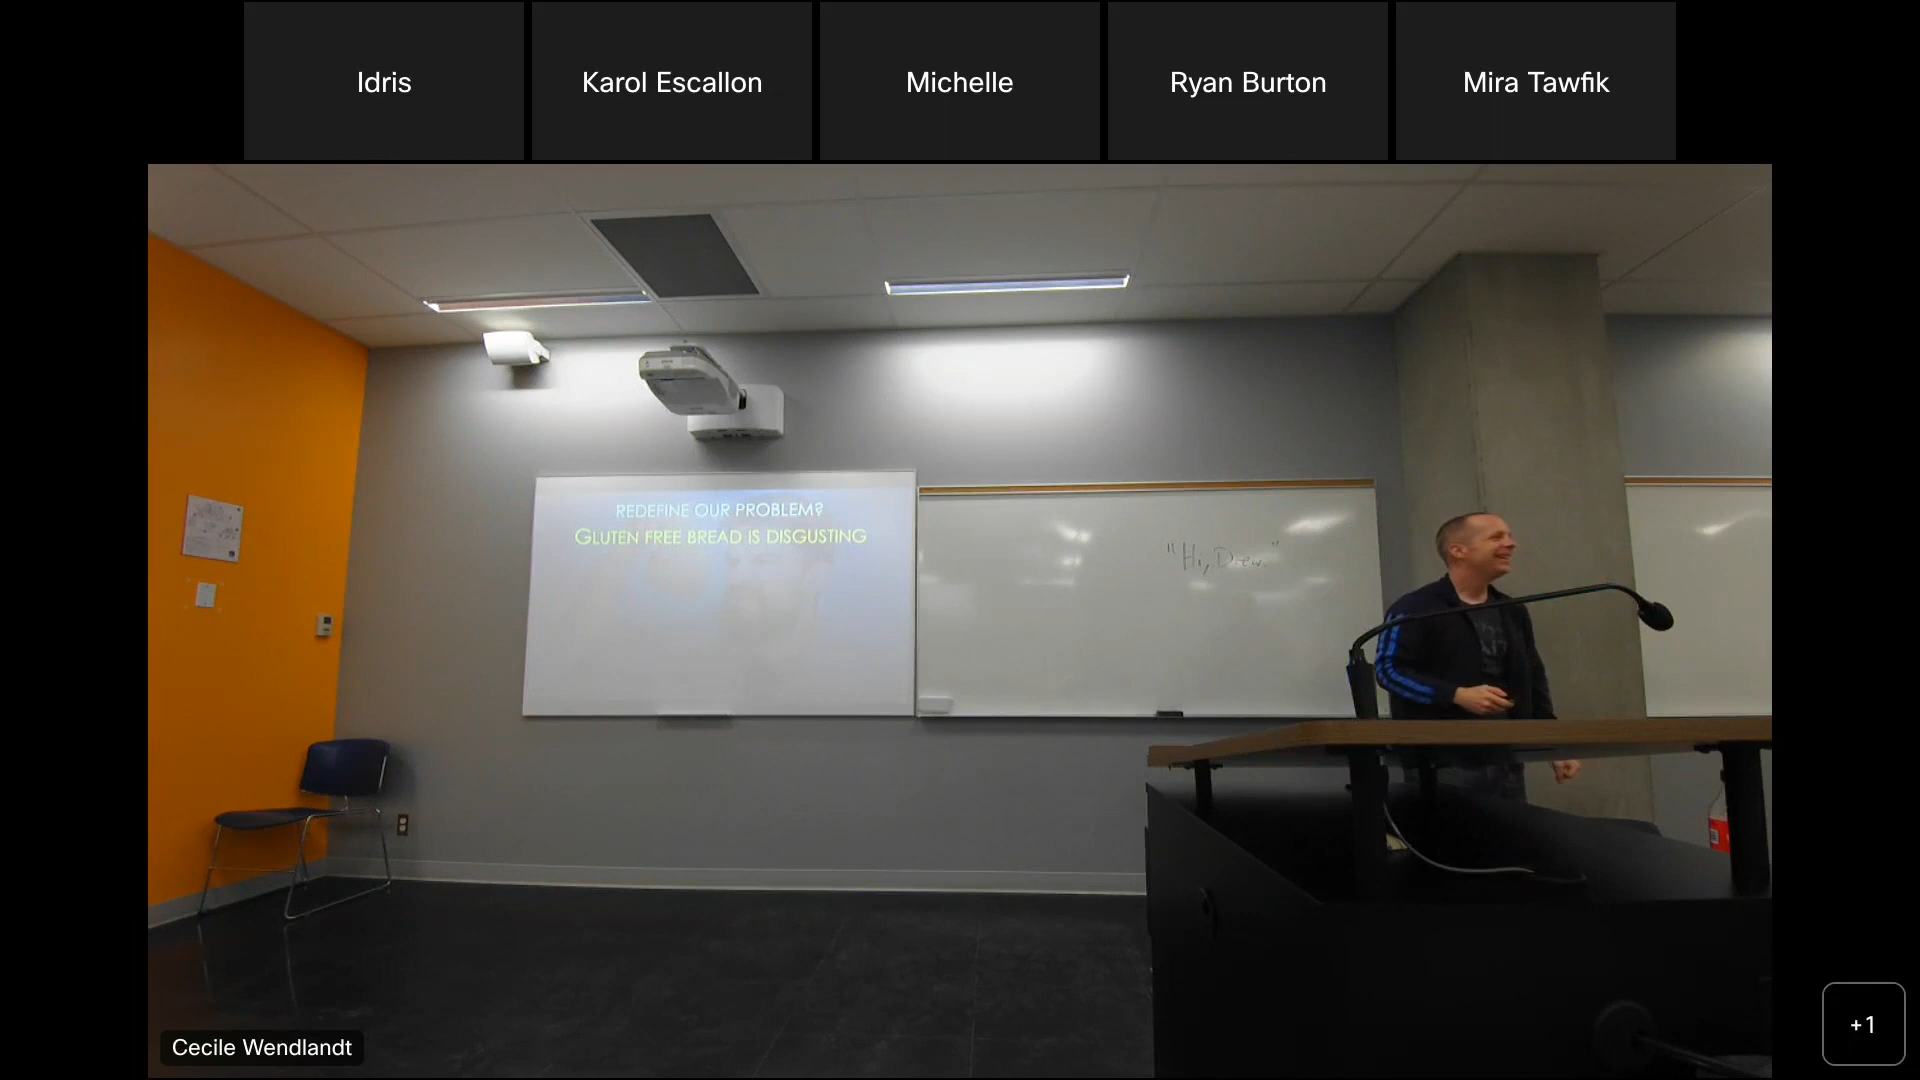 Idris
Karol Escallon
Michelle
Ryan Burton
Mira Tawfik
REDEFINE OUR PROBLEM?
GLUTEN FREE BREAD IS DISGUSTING
"Hi, Drew."
Cecile Wendlandt
+1